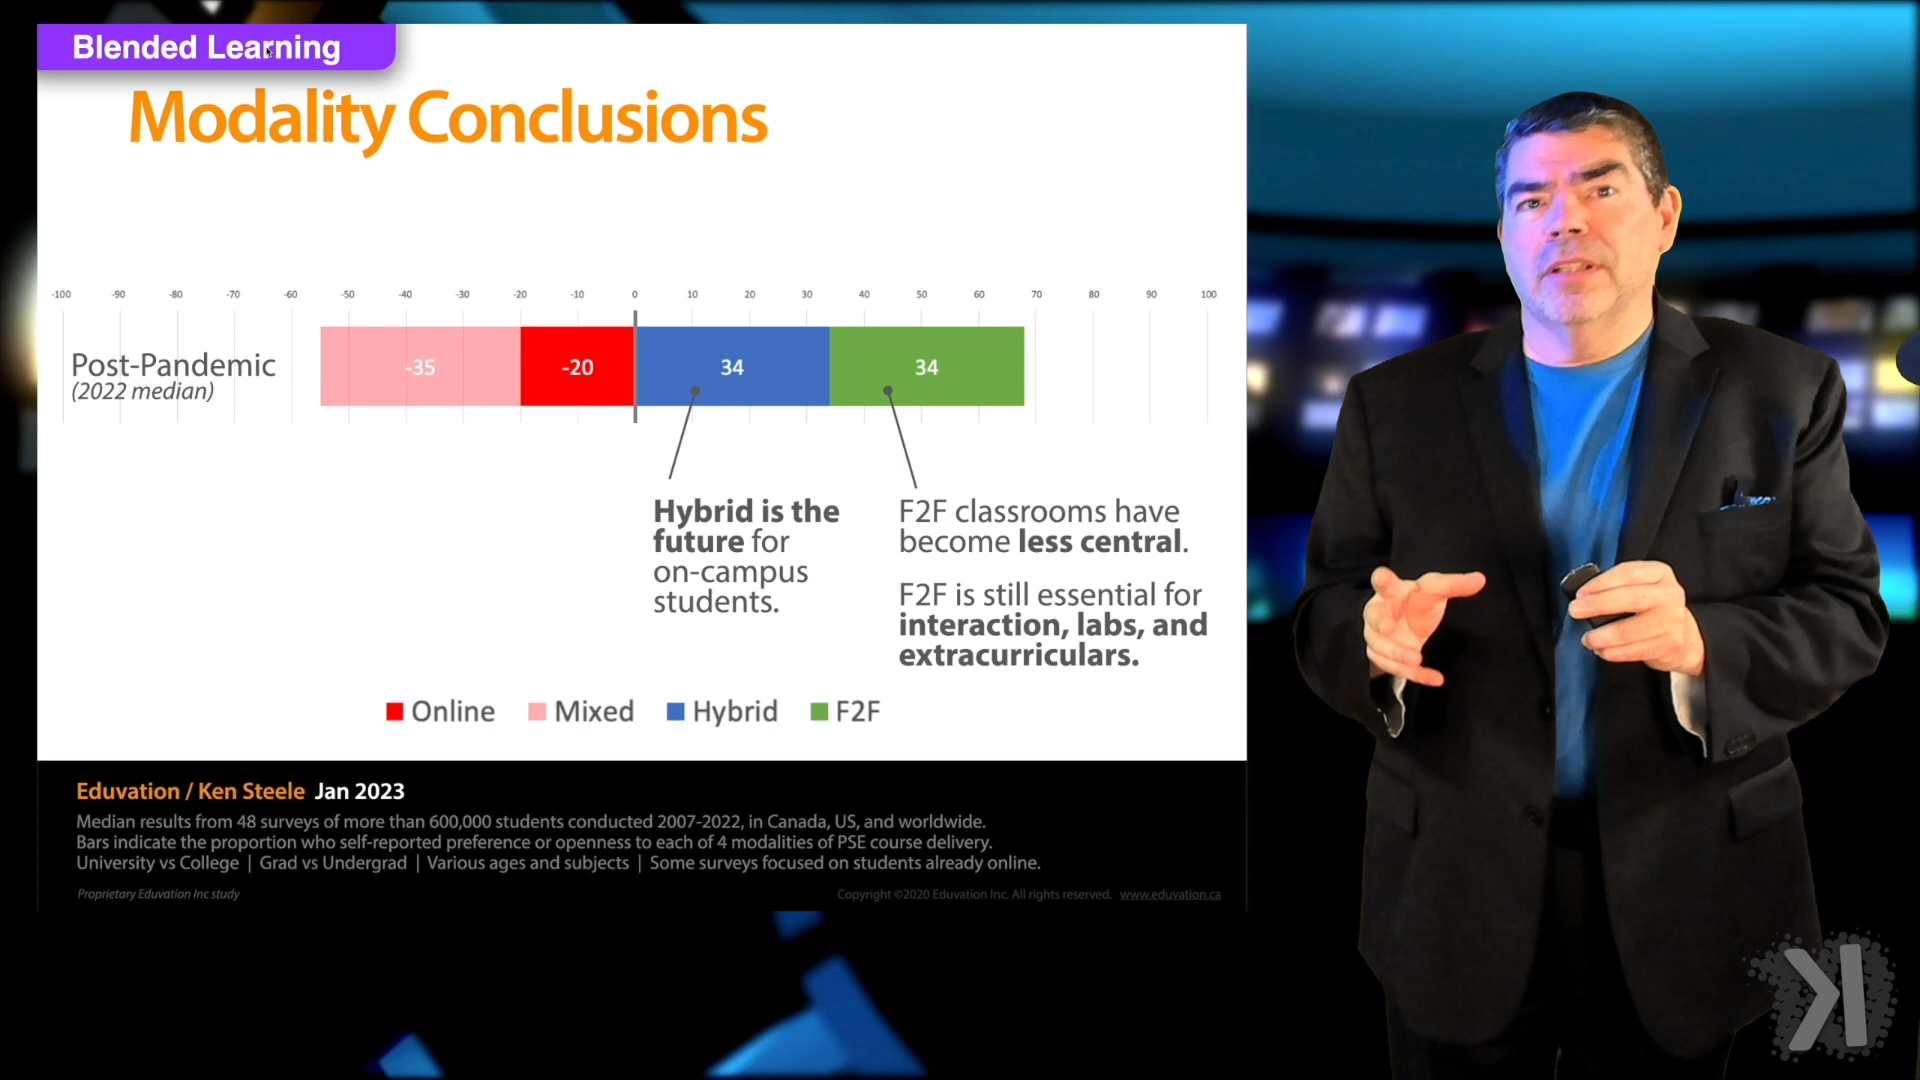 Blended Learning
Modality Conclusions
-100 -90 -80 -70 -60 -50 -40 -30 -20 -10 0 10 20 30 40 50 60 70 80 90 100
Post-Pandemic
(2022 median)
-35 -20 34 34
Hybrid is the
future for
on-campus
students.
F2F classrooms have
become less central.
F2F is still essential for
interaction, labs, and
extracurriculars.
Online Mixed Hybrid F2F
Eduvation / Ken Steele Jan 2023
Median results from 48 surveys of more than 600,000 students conducted 2007-2022, in Canada, US, and worldwide.
Bars indicate the proportion who self-reported preference or openness to each of 4 modalities of PSE course delivery.
University vs College | Grad vs Undergrad | Various ages and subjects | Some surveys focused on students already online.
Proprietary Eduvation Inc study
Copyright ©2020 Eduvation Inc. All rights reserved. www.eduvation.ca